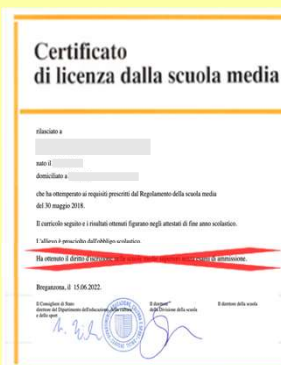 Certificato
di licenza dalla scuola media
rilasciato a
nato il
domiciliato a
che ha ottemperato ai requisiti prescritti dal Regolamento della scuola media
del 30 maggio 2018.
Il curricolo seguito e i risultati ottenuti figurano negli attestati di fine anno scolastico.
L'allievo è prosciolto dall'obbligo scolastico.
Ha ottenuto il diritto d'iscrizione ammissione.
Breganzona, il 15.06.2022.
Il Consigliere di Stato
direttore del Dipartimento dell'educazione, della cultura
e dello sport
Il direttore
della Divisione della scuola
Il direttore della scuola